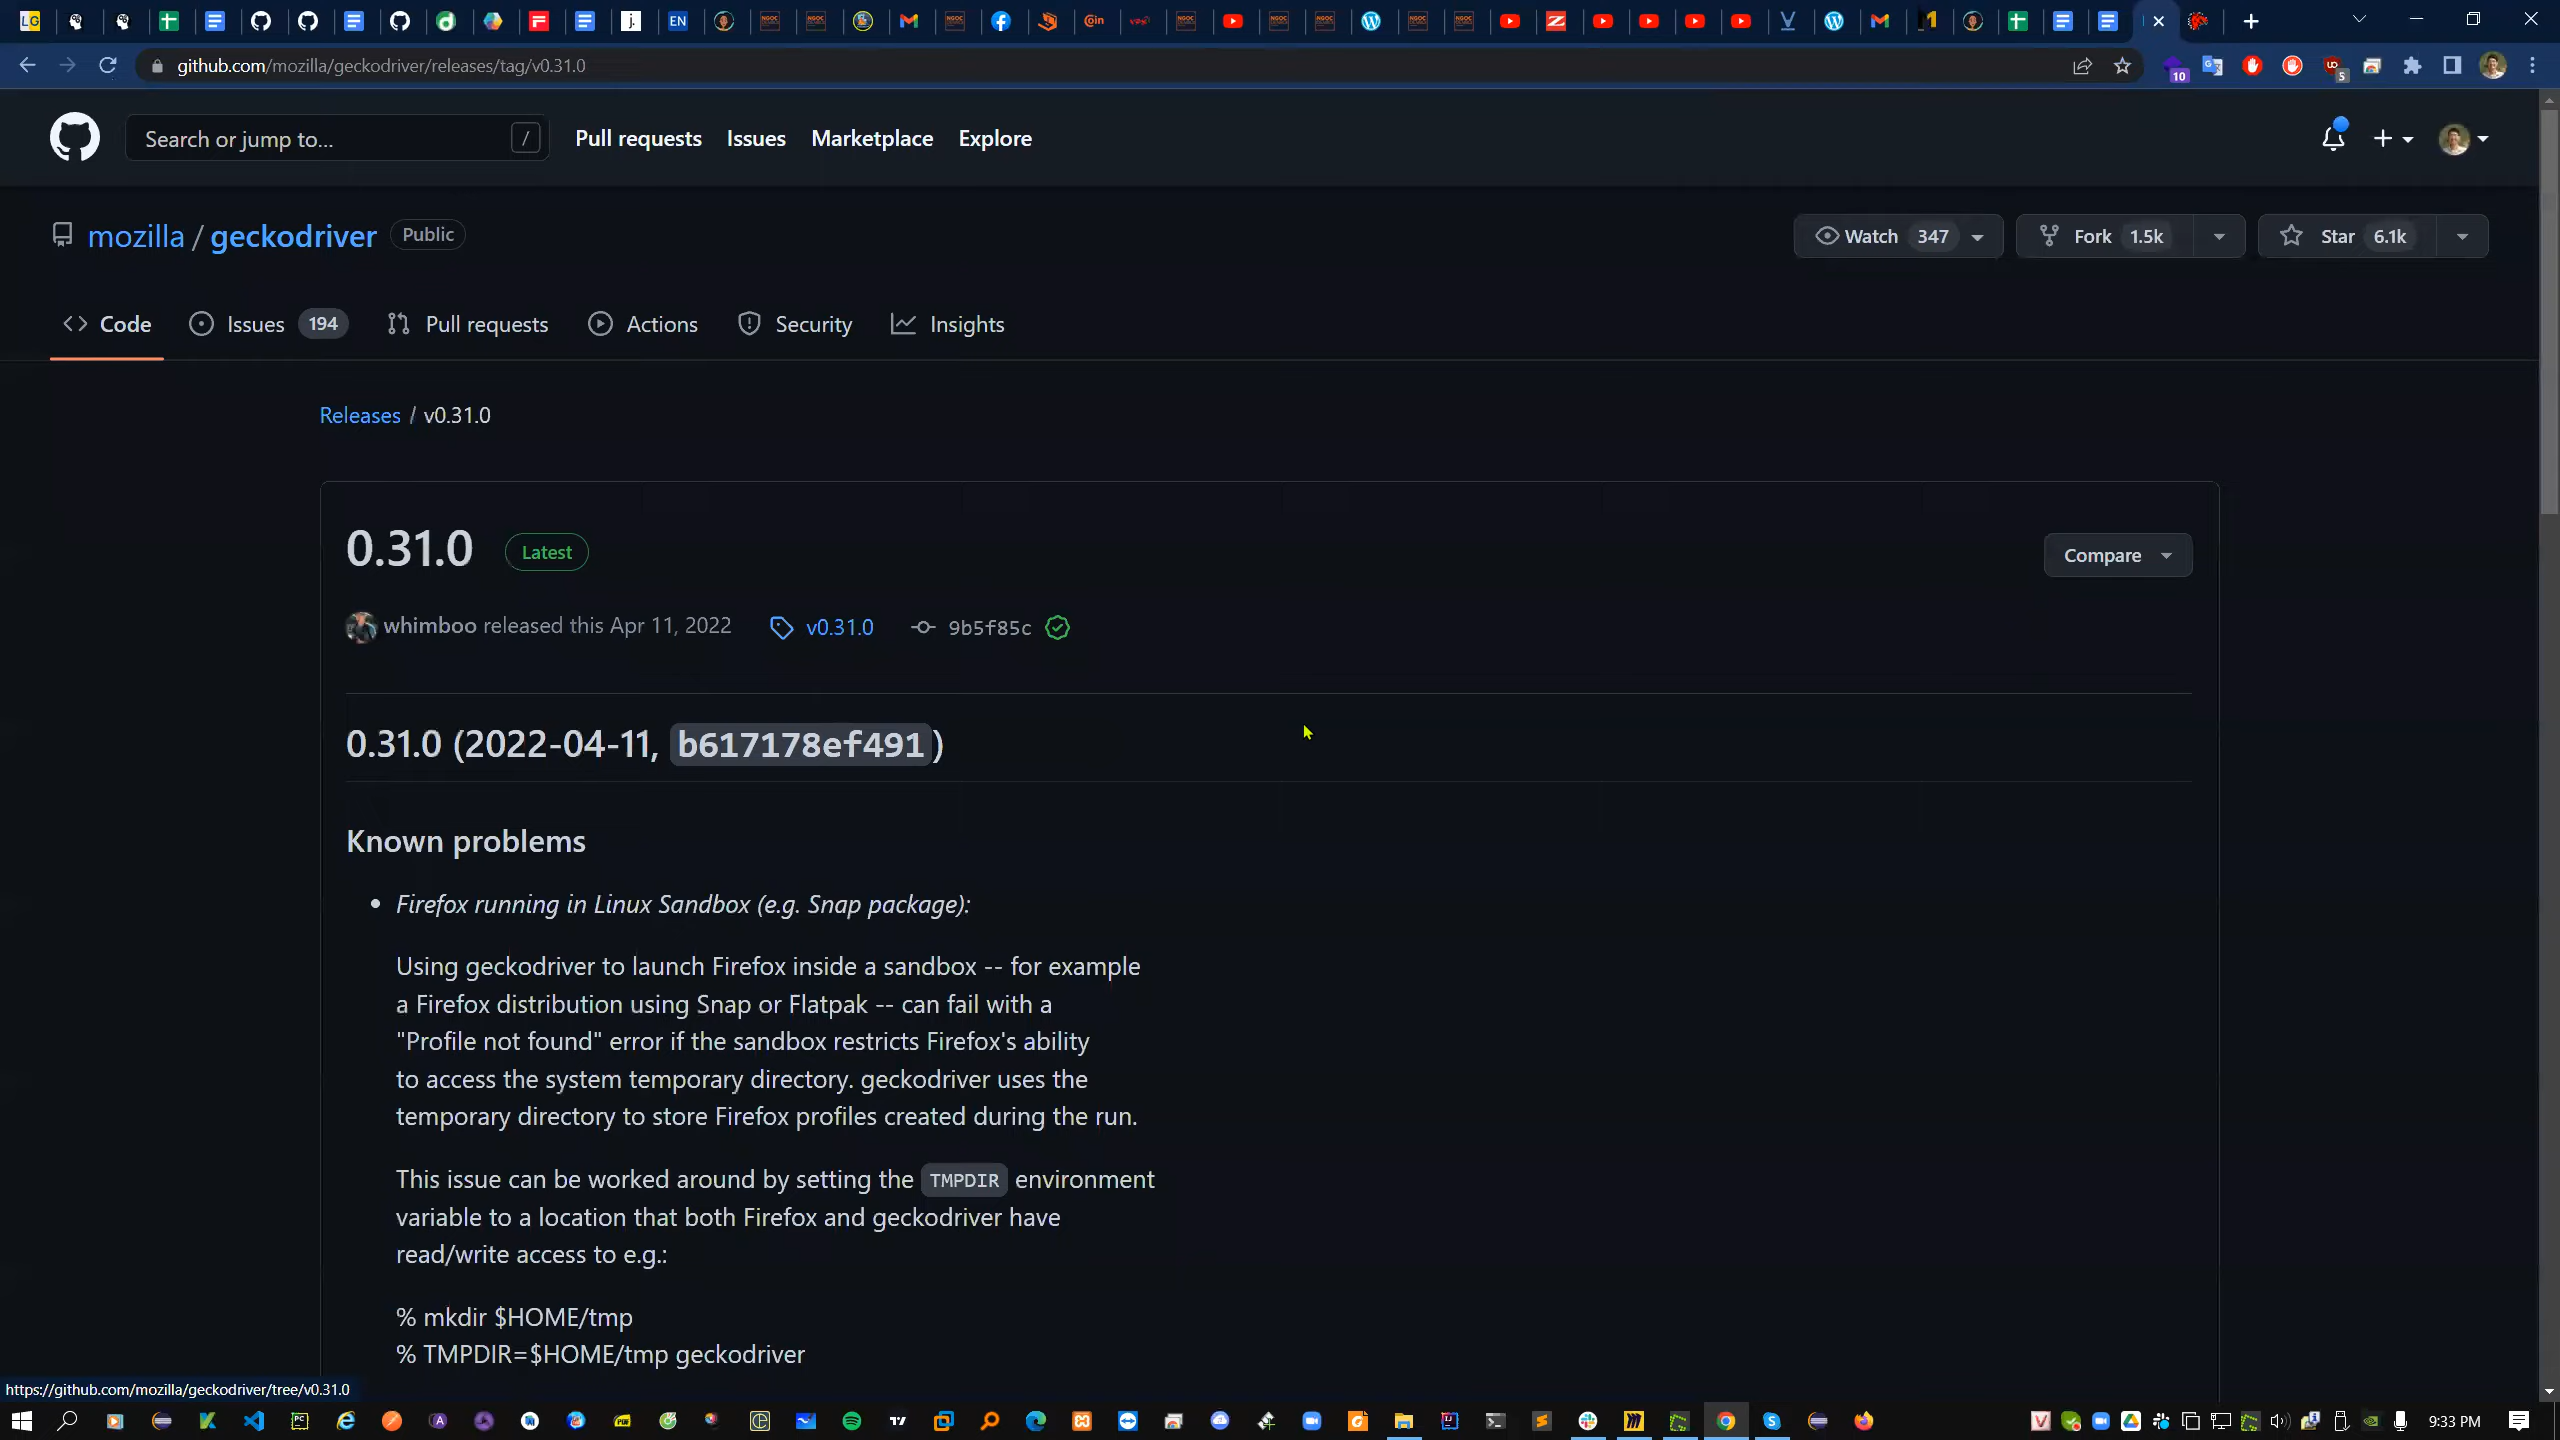 github.com/mozilla/geckodriver/releases/tag/v0.31.0
10
5
Search or jump to...
/
Pull requests
Issues
Marketplace
Explore
mozilla / geckodriver
Public
Watch 347
Fork 1.5k
Star 6.1k
Code
Issues 194
Pull requests
Actions
Security
Insights
Releases / v0.31.0
0.31.0
Latest
Compare
whimboo released this Apr 11, 2022
v0.31.0
9b5f85c
0.31.0 (2022-04-11, b617178ef491)
Known problems
• Firefox running in Linux Sandbox (e.g. Snap package):
Using geckodriver to launch Firefox inside a sandbox -- for example
a Firefox distribution using Snap or Flatpak -- can fail with a
"Profile not found" error if the sandbox restricts Firefox's ability
to access the system temporary directory. geckodriver uses the
temporary directory to store Firefox profiles created during the run.
This issue can be worked around by setting the TMPDIR environment
variable to a location that both Firefox and geckodriver have
read/write access to e.g.:
% mkdir $HOME/tmp
% TMPDIR=$HOME/tmp geckodriver
https://github.com/mozilla/geckodriver/tree/v0.31.0
9:33 PM